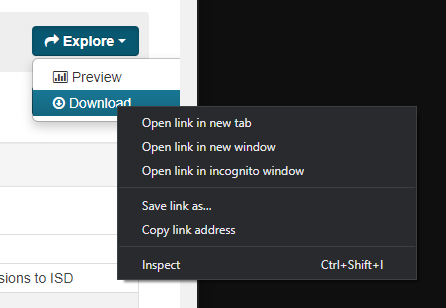 Explore
Preview
Download
Open link in new tab
Open link in new window
Open link in incognito window
Save link as...
Copy link address
Inspect Ctrl+Shift+I
sions to ISD